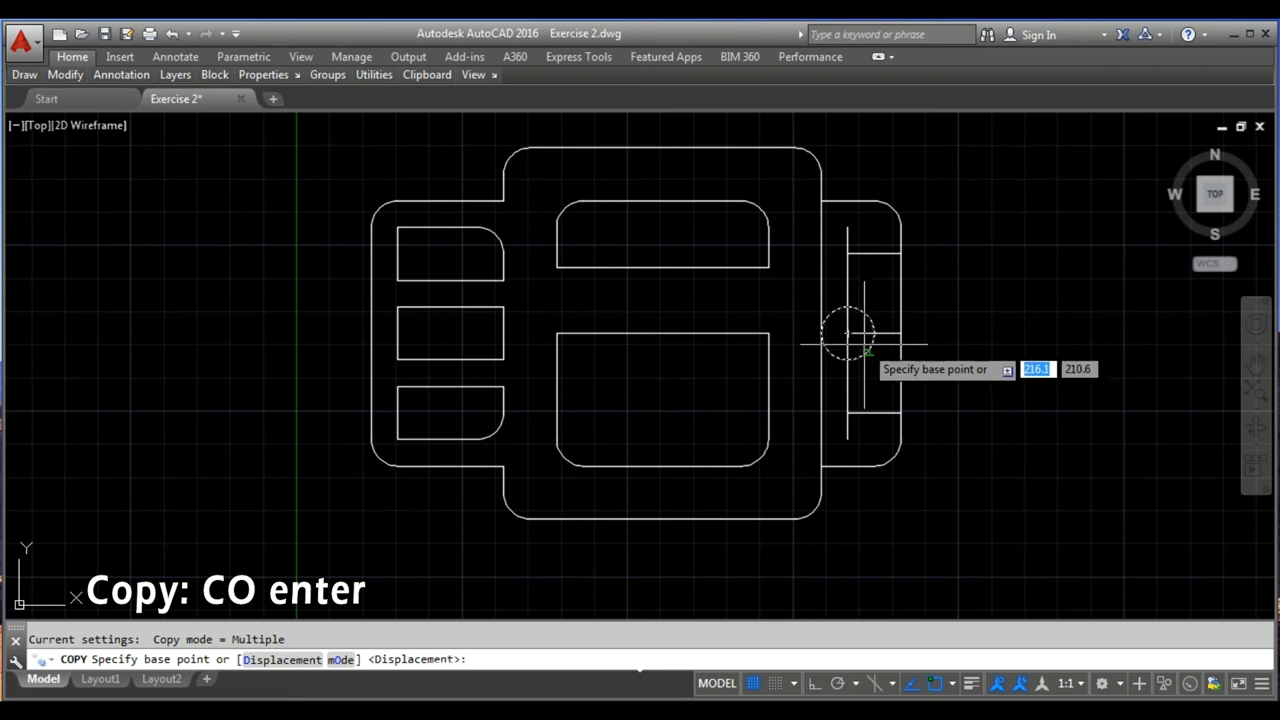 Autodesk AutoCAD 2016 Exercise 2.dwg
Type a keyword or phrase
Sign In
Home Insert Annotate Parametric View Manage Output Add-ins A360 Express Tools Featured Apps BIM 360 Performance
Draw Modify Annotation Layers Block Properties Groups Utilities Clipboard View
Start Exercise 2*
[−][Top][2D Wireframe]
N
W TOP E
S
WCS
Specify base point or 216.1 210.6
Y
X
Copy: CO enter
Current settings: Copy mode = Multiple
COPY Specify base point or [Displacement mOde] <Displacement>:
Model Layout1 Layout2 +
MODEL 1:1